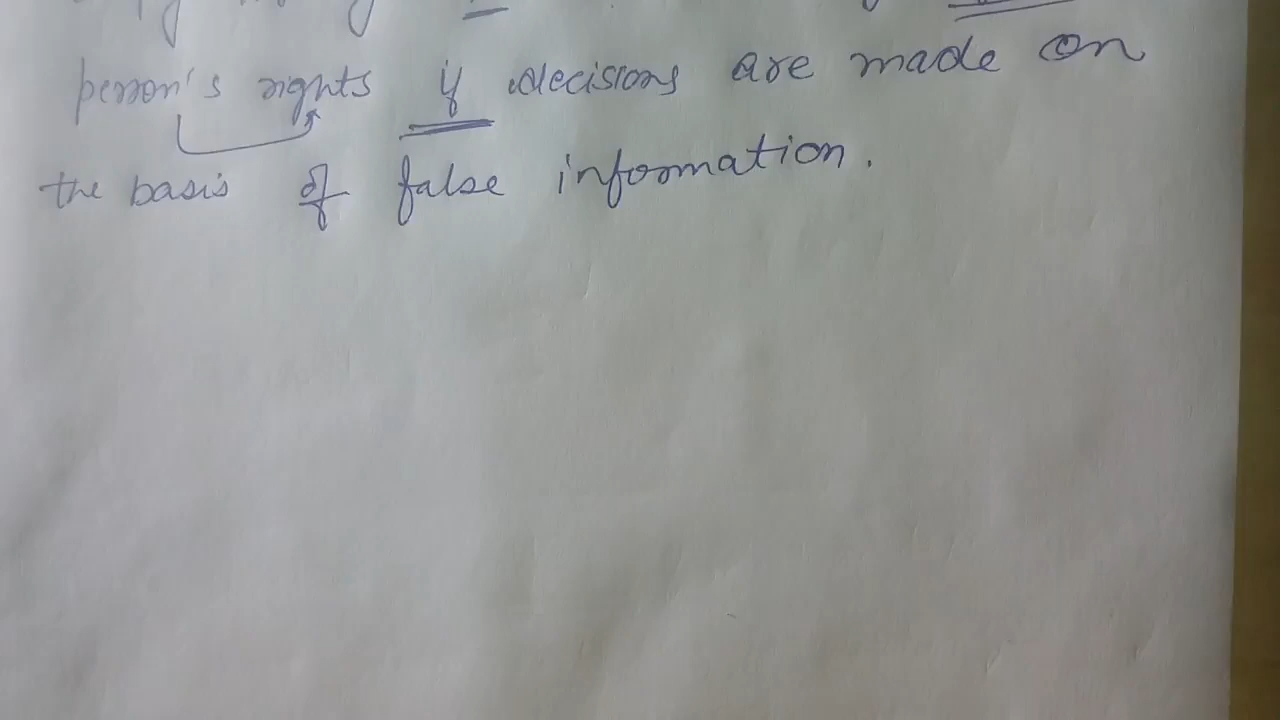 person's rights if decisions are made on
the basis of false information.